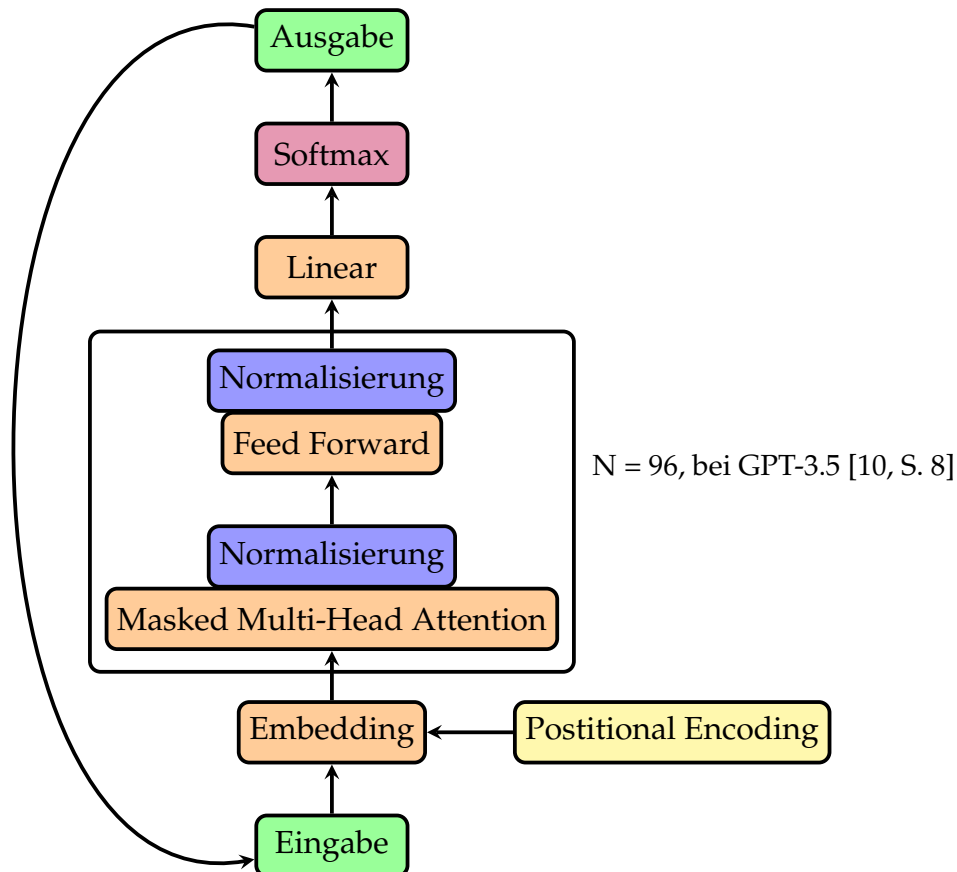 Ausgabe
Softmax
Linear
Normalisierung
Feed Forward
N = 96, bei GPT-3.5 [10, S. 8]
Normalisierung
Masked Multi-Head Attention
Embedding
Postitional Encoding
Eingabe